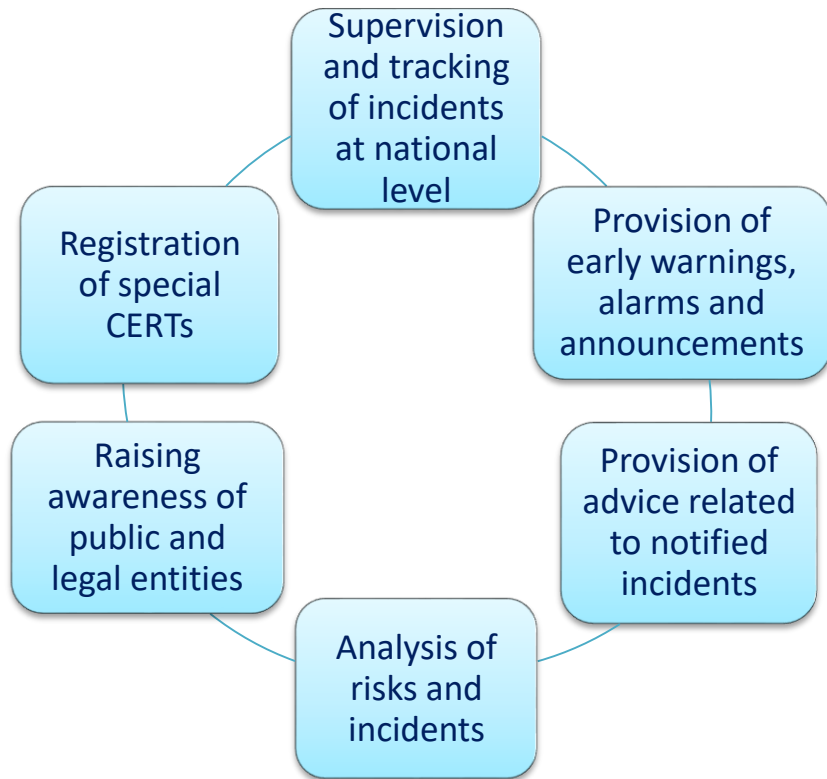 Supervision
and tracking
of incidents
at national
level
Provision of
early warnings,
alarms and
announcements
Provision of
advice related
to notified
incidents
Analysis of
risks and
incidents
Raising
awareness of
public and
legal entities
Registration
of special
CERTs